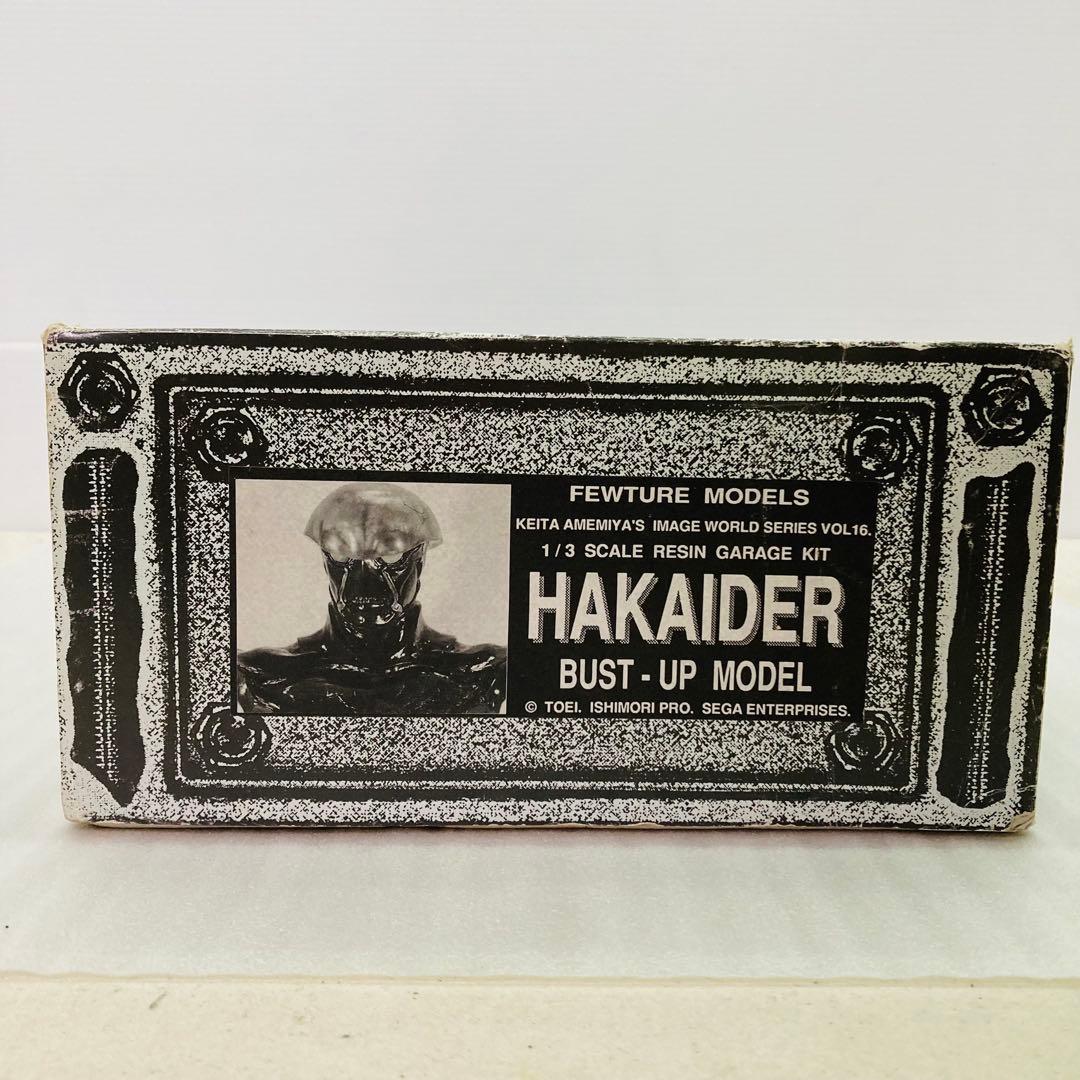 FEWTURE MODELS
KEITA AMEMIYA'S IMAGE WORLD SERIES VOL16.
1/3 SCALE RESIN GARAGE KIT
HAKAIDER
BUST-UP MODEL
© TOEI. ISHIMORI PRO. SEGA ENTERPRISES.